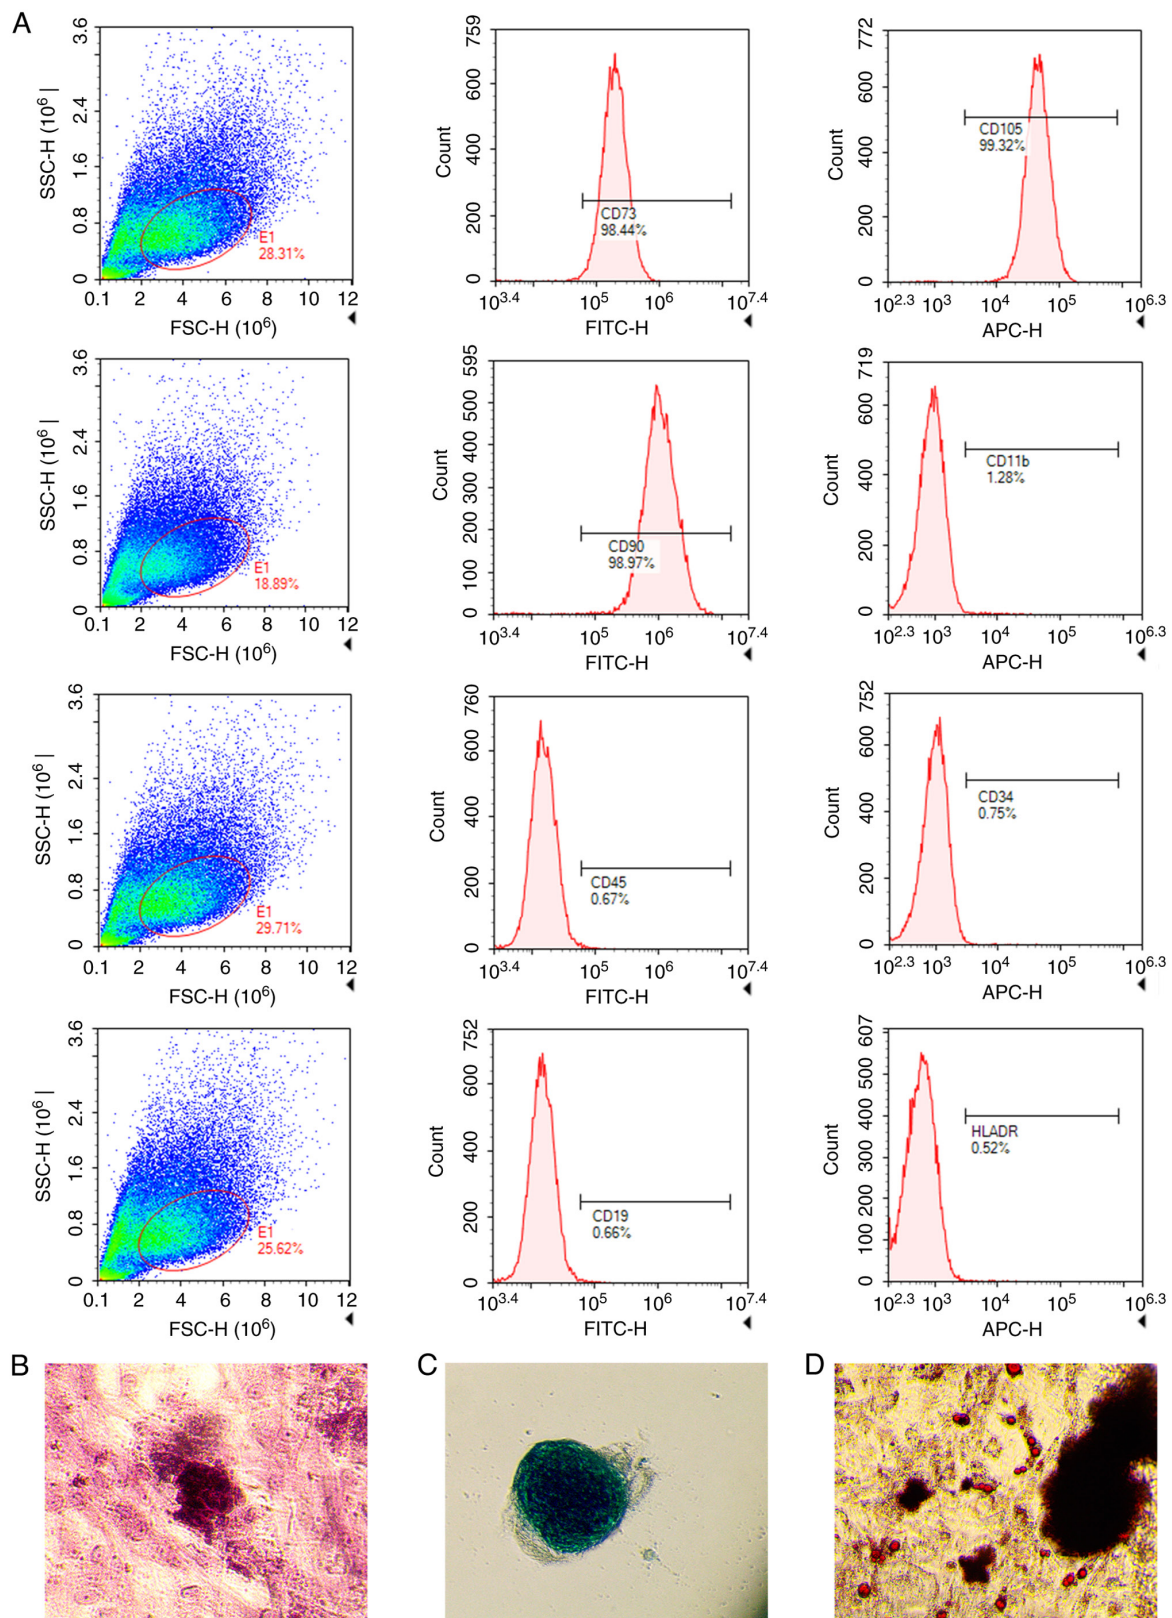 A
SSC-H (10⁶ |
3.6
2.4
1.6
0.8
0
E1
28.31%
0.1 2 4 6 8 10 12
FSC-H (10⁶)
Count
759
600
400
200
0
CD73
98.44%
10³·⁴ 10⁵ 10⁶ 10⁷·⁴
FITC-H
Count
772
600
400
200
0
CD105
99.32%
10²·³ 10³ 10⁴ 10⁵ 10⁶·³
APC-H
SSC-H (10⁶ |
3.6
2.4
1.6
0.8
0
E1
18.89%
0.1 2 4 6 8 10 12
FSC-H (10⁶)
Count
595
500
400
300
200
100
0
CD90
98.97%
10³·⁴ 10⁵ 10⁶ 10⁷·⁴
FITC-H
Count
719
600
400
200
0
CD11b
1.28%
10²·³ 10³ 10⁴ 10⁵ 10⁶·³
APC-H
SSC-H (10⁶ |
3.6
2.4
1.6
0.8
0
E1
29.71%
0.1 2 4 6 8 10 12
FSC-H (10⁶)
Count
760
600
400
200
0
CD45
0.67%
10³·⁴ 10⁵ 10⁶ 10⁷·⁴
FITC-H
Count
752
600
400
200
0
CD34
0.75%
10²·³ 10³ 10⁴ 10⁵ 10⁶·³
APC-H
SSC-H (10⁶ |
3.6
2.4
1.6
0.8
0
E1
25.62%
0.1 2 4 6 8 10 12
FSC-H (10⁶)
Count
752
600
400
200
0
CD19
0.66%
10³·⁴ 10⁵ 10⁶ 10⁷·⁴
FITC-H
Count
607
500
400
300
200
100
0
HLADR
0.52%
10²·³ 10³ 10⁴ 10⁵ 10⁶·³
APC-H
B
C
D